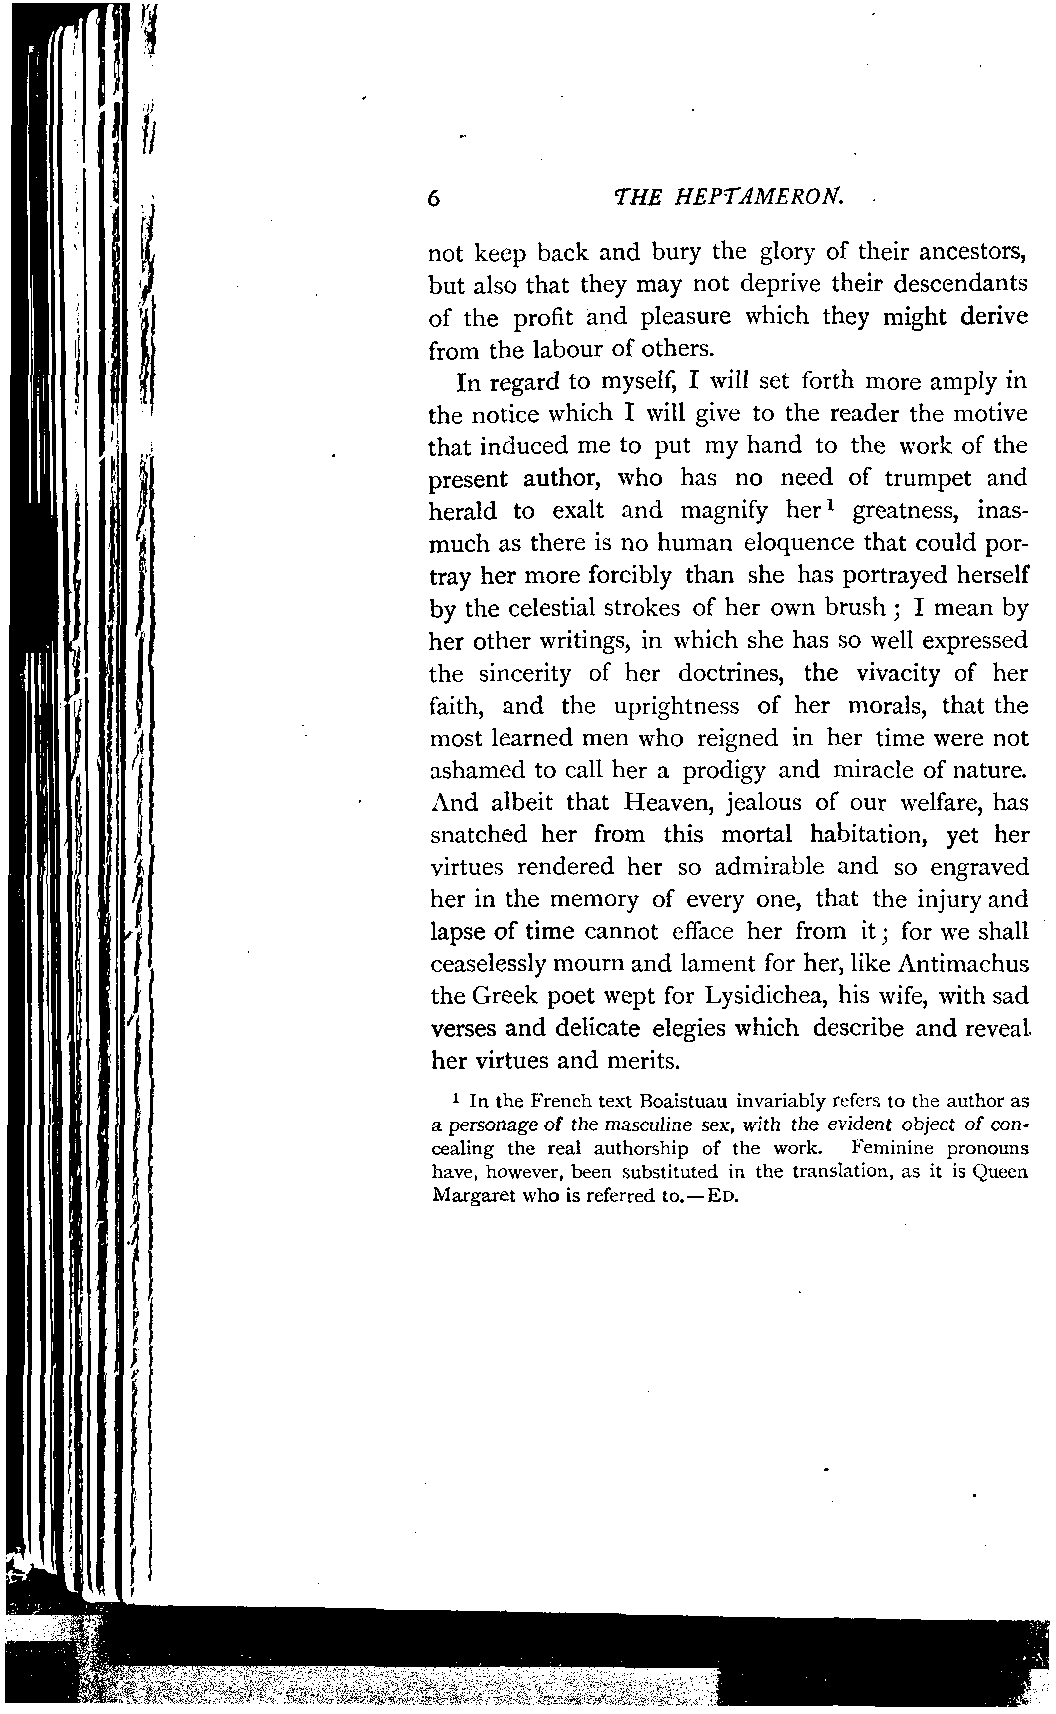 6 THE HEPTAMERON.
not keep back and bury the glory of their ancestors,
but also that they may not deprive their descendants
of the profit and pleasure which they might derive
from the labour of others.
In regard to myself, I will set forth more amply in
the notice which I will give to the reader the motive
that induced me to put my hand to the work of the
present author, who has no need of trumpet and
herald to exalt and magnify her¹ greatness, inas-
much as there is no human eloquence that could por-
tray her more forcibly than she has portrayed herself
by the celestial strokes of her own brush; I mean by
her other writings, in which she has so well expressed
the sincerity of her doctrines, the vivacity of her
faith, and the uprightness of her morals, that the
most learned men who reigned in her time were not
ashamed to call her a prodigy and miracle of nature.
And albeit that Heaven, jealous of our welfare, has
snatched her from this mortal habitation, yet her
virtues rendered her so admirable and so engraved
her in the memory of every one, that the injury and
lapse of time cannot efface her from it; for we shall
ceaselessly mourn and lament for her, like Antimachus
the Greek poet wept for Lysidichea, his wife, with sad
verses and delicate elegies which describe and reveal
her virtues and merits.
¹ In the French text Boaistuau invariably refers to the author as
a personage of the masculine sex, with the evident object of con-
cealing the real authorship of the work. Feminine pronouns
have, however, been substituted in the translation, as it is Queen
Margaret who is referred to.—ED.